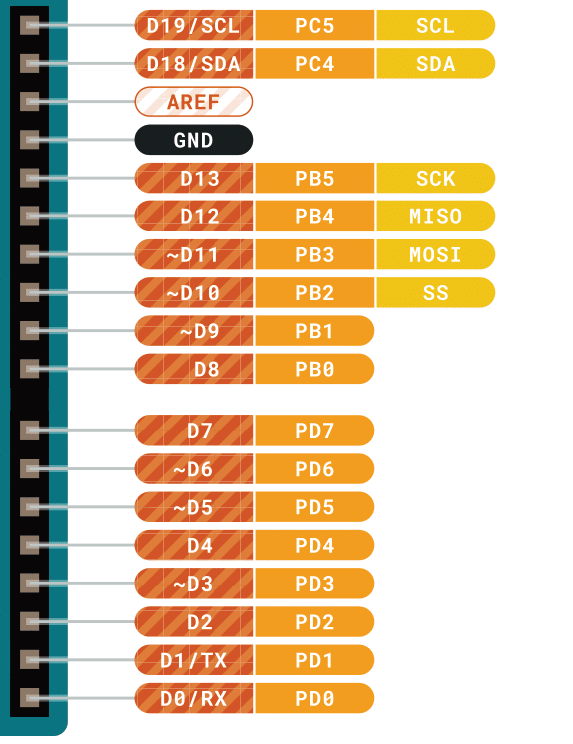 D19/SCL PC5 SCL
D18/SDA PC4 SDA
AREF
GND
D13 PB5 SCK
D12 PB4 MISO
~D11 PB3 MOSI
~D10 PB2 SS
~D9 PB1
D8 PB0
D7 PD7
~D6 PD6
~D5 PD5
D4 PD4
~D3 PD3
D2 PD2
D1/TX PD1
D0/RX PD0